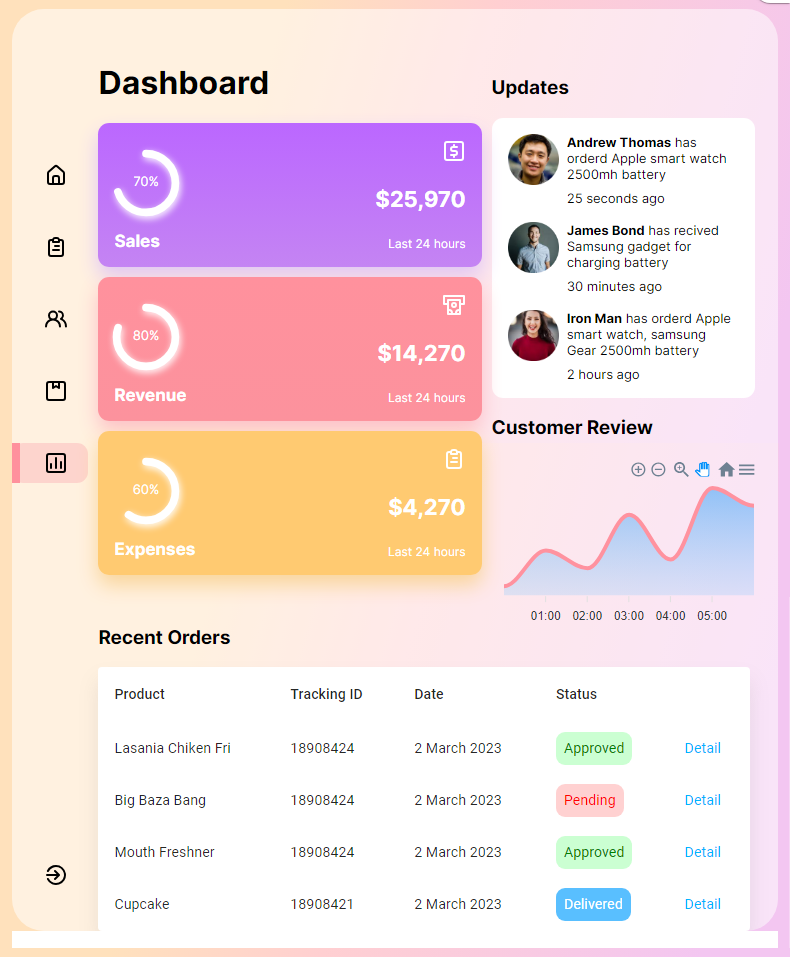 Dashboard
70%
$25,970
Sales
Last 24 hours
80%
$14,270
Revenue
Last 24 hours
60%
$4,270
Expenses
Last 24 hours
Updates
Andrew Thomas has
orderd Apple smart watch
2500mh battery
25 seconds ago
James Bond has recived
Samsung gadget for
charging battery
30 minutes ago
Iron Man has orderd Apple
smart watch, samsung
Gear 2500mh battery
2 hours ago
Customer Review
01:00 02:00 03:00 04:00 05:00
Recent Orders
Product Tracking ID Date Status
Lasania Chiken Fri 18908424 2 March 2023 Approved Detail
Big Baza Bang 18908424 2 March 2023 Pending Detail
Mouth Freshner 18908424 2 March 2023 Approved Detail
Cupcake 18908421 2 March 2023 Delivered Detail